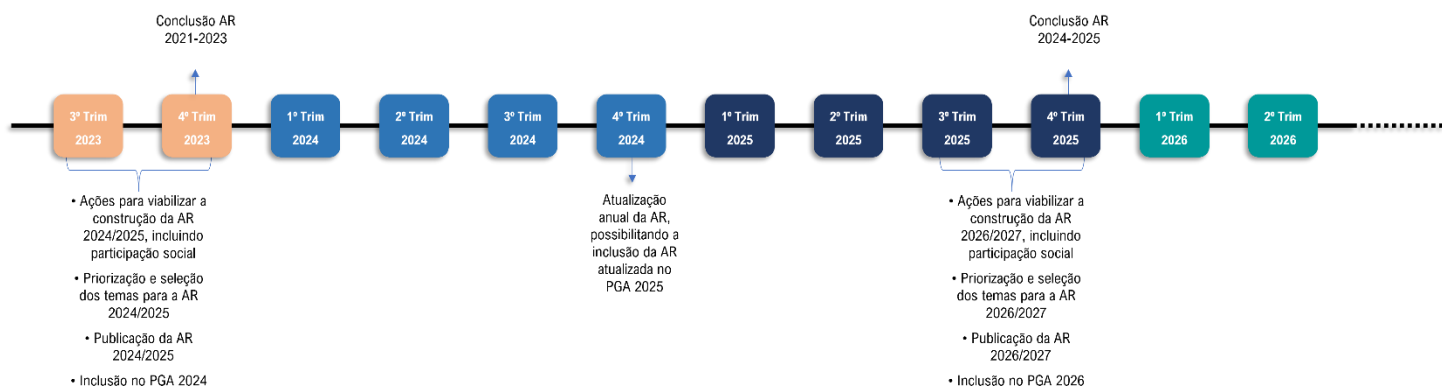 Conclusão AR
2021-2023
Conclusão AR
2024-2025
3º Trim
2023
4º Trim
2023
1º Trim
2024
2º Trim
2024
3º Trim
2024
4º Trim
2024
1º Trim
2025
2º Trim
2025
3º Trim
2025
4º Trim
2025
1º Trim
2026
2º Trim
2026
• Ações para viabilizar a
construção da AR
2024/2025, incluindo
participação social
• Priorização e seleção
dos temas para a AR
2024/2025
• Publicação da AR
2024/2025
• Inclusão no PGA 2024
Atualização
anual da AR,
possibilitando a
inclusão da AR
atualizada no
PGA 2025
• Ações para viabilizar a
construção da AR
2026/2027, incluindo
participação social
• Priorização e seleção
dos temas para a AR
2026/2027
• Publicação da AR
2026/2027
• Inclusão no PGA 2026